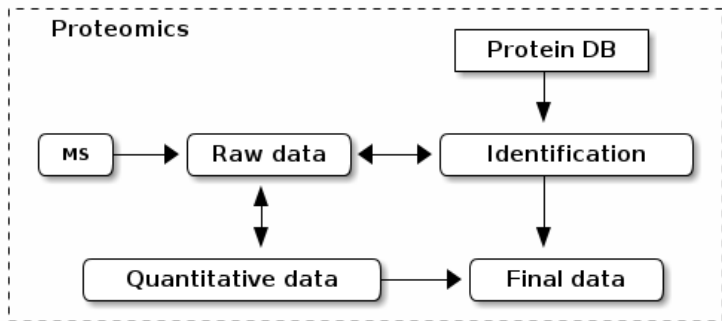 Proteomics
Protein DB
MS
Raw data
Identification
Quantitative data
Final data